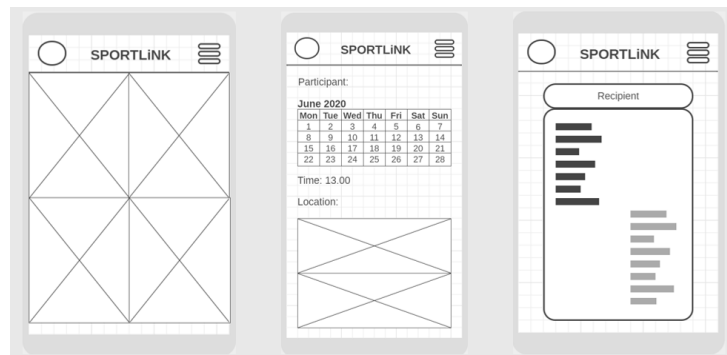 SPORTLiNK
SPORTLiNK
Participant:
June 2020
Mon Tue Wed Thu Fri Sat Sun
1 2 3 4 5 6 7
8 9 10 11 12 13 14
15 16 17 18 19 20 21
22 23 24 25 26 27 28
Time: 13.00
Location:
SPORTLiNK
Recipient